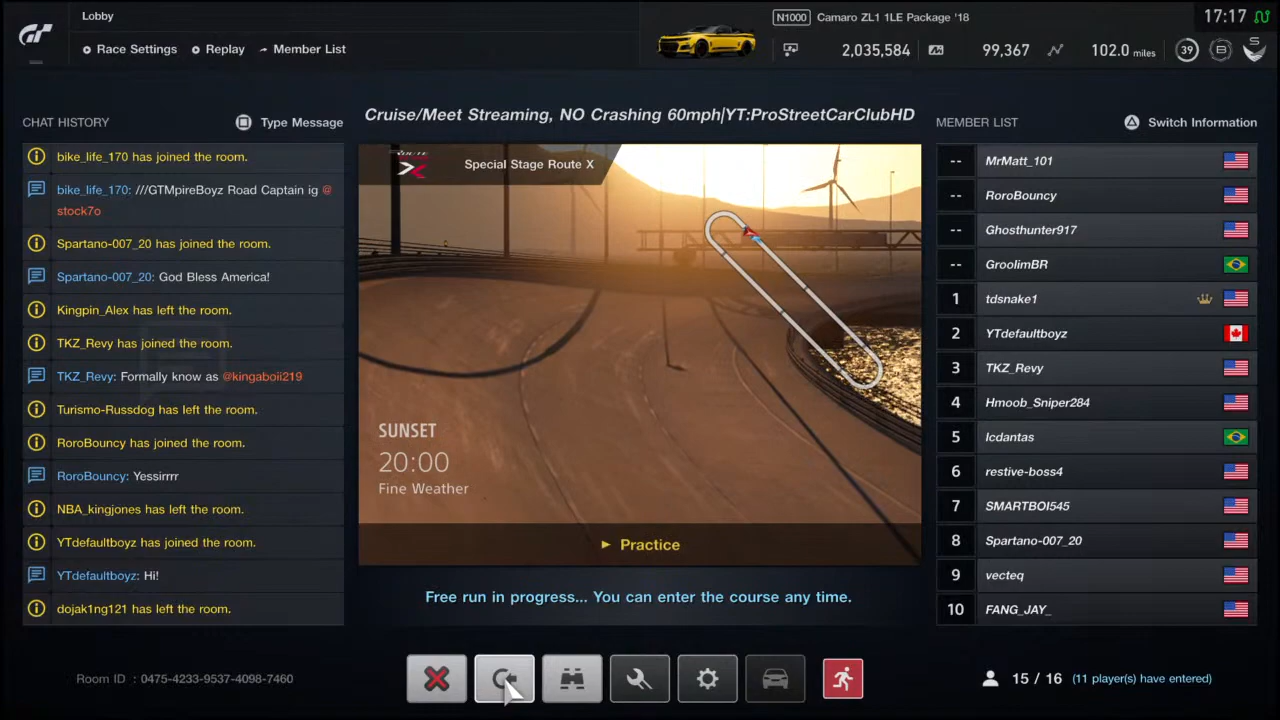 Lobby
Race Settings Replay Member List
N1000 Camaro ZL1 1LE Package '18
17:17
2,035,584 99,367 102.0 miles 39 B S
CHAT HISTORY
Type Message
bike_life_170 has joined the room.
bike_life_170: ///GTMpireBoyz Road Captain ig @
stock7o
Spartano-007_20 has joined the room.
Spartano-007_20: God Bless America!
Kingpin_Alex has left the room.
TKZ_Revy has joined the room.
TKZ_Revy: Formally know as @kingaboii219
Turismo-Russdog has left the room.
RoroBouncy has joined the room.
RoroBouncy: Yessirrrr
NBA_kingjones has left the room.
YTdefaultboyz has joined the room.
YTdefaultboyz: Hi!
dojak1ng121 has left the room.
Cruise/Meet Streaming, NO Crashing 60mph|YT:ProStreetCarClubHD
Special Stage Route X
SUNSET
20:00
Fine Weather
Practice
Free run in progress... You can enter the course any time.
MEMBER LIST
Switch Information
-- MrMatt_101
-- RoroBouncy
-- Ghosthunter917
-- GroolimBR
1 tdsnake1
2 YTdefaultboyz
3 TKZ_Revy
4 Hmoob_Sniper284
5 lcdantas
6 restive-boss4
7 SMARTBOI545
8 Spartano-007_20
9 vecteq
10 FANG_JAY_
Room ID : 0475-4233-9537-4098-7460
15 / 16 (11 player(s) have entered)